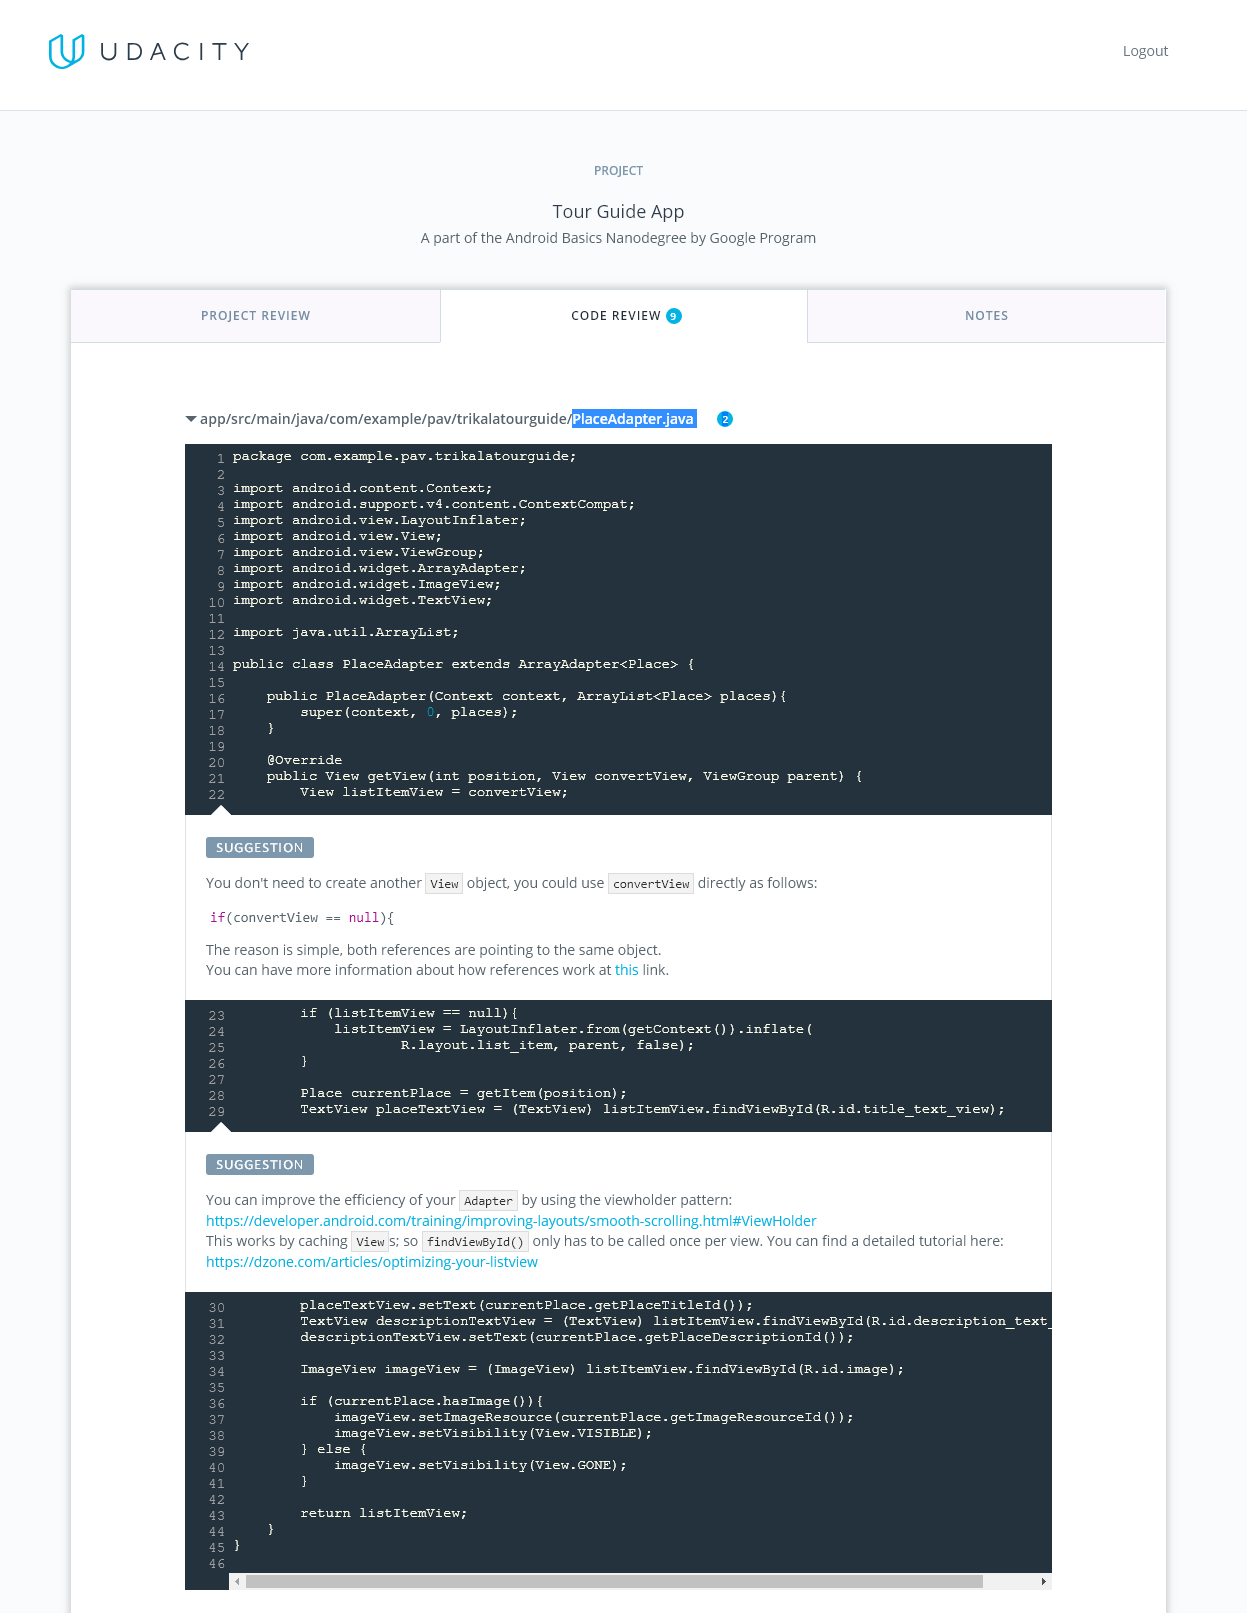 UDACITY
Logout
PROJECT
Tour Guide App
A part of the Android Basics Nanodegree by Google Program
PROJECT REVIEW
CODE REVIEW 9
NOTES
app/src/main/java/com/example/pav/trikalatourguide/PlaceAdapter.java 2
1 package com.example.pav.trikalatourguide;
2
3 import android.content.Context;
4 import android.support.v4.content.ContextCompat;
5 import android.view.LayoutInflater;
6 import android.view.View;
7 import android.view.ViewGroup;
8 import android.widget.ArrayAdapter;
9 import android.widget.ImageView;
10 import android.widget.TextView;
11
12 import java.util.ArrayList;
13
14 public class PlaceAdapter extends ArrayAdapter<Place> {
15
16     public PlaceAdapter(Context context, ArrayList<Place> places){
17         super(context, 0, places);
18     }
19
20     @Override
21     public View getView(int position, View convertView, ViewGroup parent) {
22         View listItemView = convertView;
SUGGESTION
You don't need to create another View object, you could use convertView directly as follows:
if(convertView == null){
The reason is simple, both references are pointing to the same object.
You can have more information about how references work at this link.
23         if (listItemView == null){
24             listItemView = LayoutInflater.from(getContext()).inflate(
25                     R.layout.list_item, parent, false);
26         }
27
28         Place currentPlace = getItem(position);
29         TextView placeTextView = (TextView) listItemView.findViewById(R.id.title_text_view);
SUGGESTION
You can improve the efficiency of your Adapter by using the viewholder pattern:
https://developer.android.com/training/improving-layouts/smooth-scrolling.html#ViewHolder
This works by caching Views; so findViewById() only has to be called once per view. You can find a detailed tutorial here:
https://dzone.com/articles/optimizing-your-listview
30         placeTextView.setText(currentPlace.getPlaceTitleId());
31         TextView descriptionTextView = (TextView) listItemView.findViewById(R.id.description_text_
32         descriptionTextView.setText(currentPlace.getPlaceDescriptionId());
33
34         ImageView imageView = (ImageView) listItemView.findViewById(R.id.image);
35
36         if (currentPlace.hasImage()){
37             imageView.setImageResource(currentPlace.getImageResourceId());
38             imageView.setVisibility(View.VISIBLE);
39         } else {
40             imageView.setVisibility(View.GONE);
41         }
42
43         return listItemView;
44     }
45 }
46